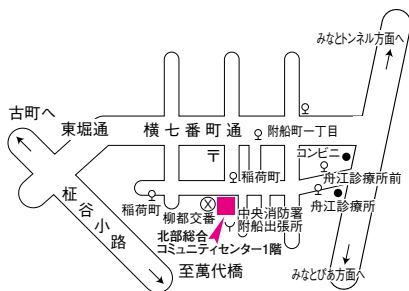 みなとトンネル方面へ
古町へ
東堀通
横七番町通
附船町一丁目
コンビニ
〒
稲荷町
舟江診療所前
舟江診療所
稲荷町
柾谷小路
柳都交番
中央消防署
附船出張所
北部総合
コミュニティセンター1階
至萬代橋
みなとぴあ方面へ